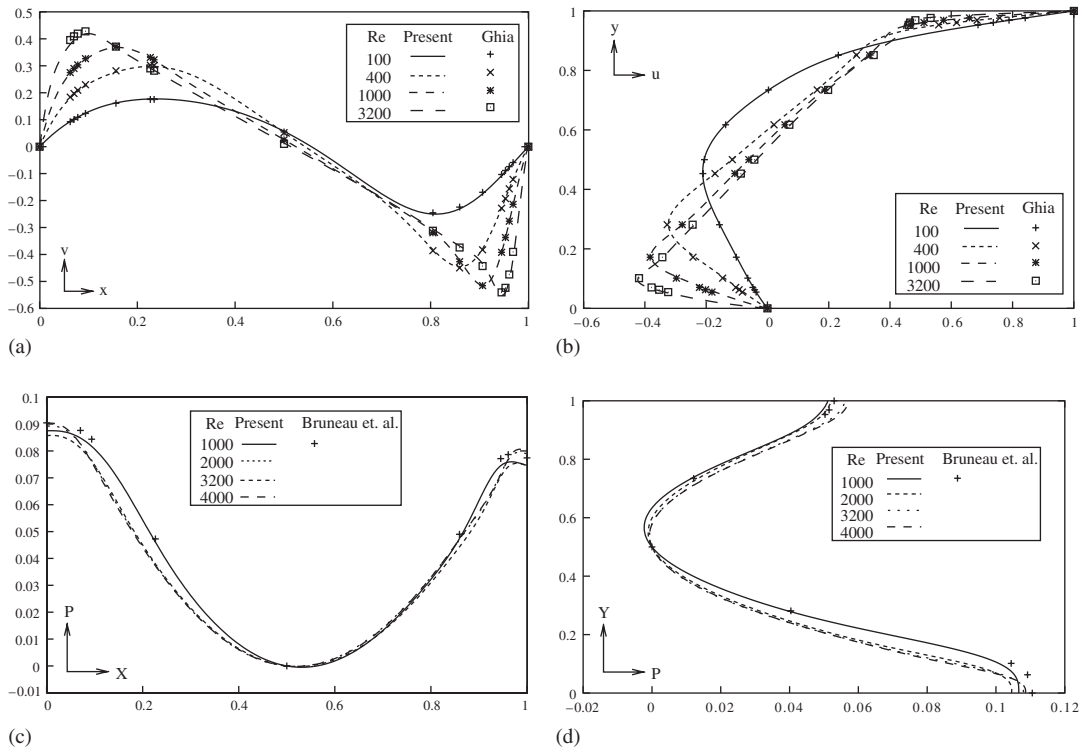 0.5
0.4
0.3
0.2
0.1
0
−0.1
−0.2
−0.3
−0.4
−0.5
−0.6
0 0.2 0.4 0.6 0.8 1
v
x
Re Present Ghia
100
400
1000
3200
(a)
1
0.8
0.6
0.4
0.2
0
−0.6 −0.4 −0.2 0 0.2 0.4 0.6 0.8 1
y
u
Re Present Ghia
100
400
1000
3200
(b)
0.1
0.09
0.08
0.07
0.06
0.05
0.04
0.03
0.02
0.01
0
−0.01
0 0.2 0.4 0.6 0.8 1
P
X
Re Present Bruneau et. al.
1000
2000
3200
4000
(c)
1
0.8
0.6
0.4
0.2
0
−0.02 0 0.02 0.04 0.06 0.08 0.1 0.12
Y
P
Re Present Bruneau et. al.
1000
2000
3200
4000
(d)